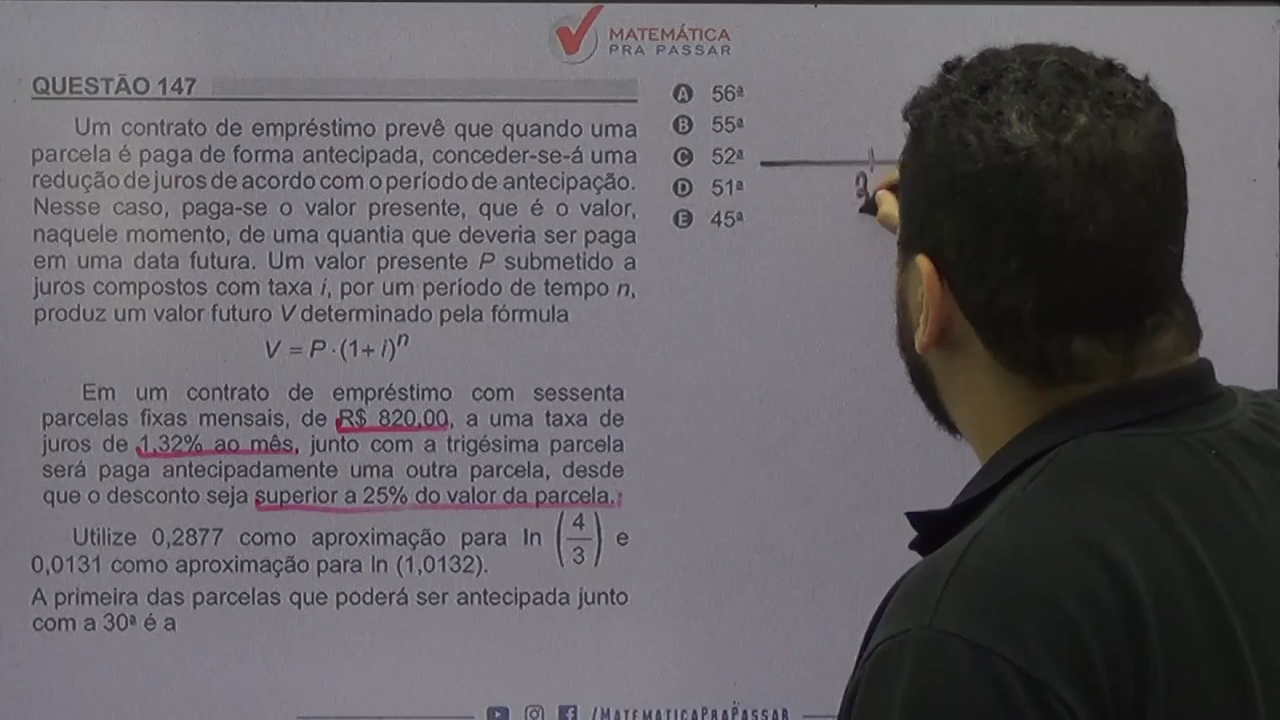 MATEMÁTICA
PRA PASSAR
QUESTÃO 147
Um contrato de empréstimo prevê que quando uma
parcela é paga de forma antecipada, conceder-se-á uma
redução de juros de acordo com o período de antecipação.
Nesse caso, paga-se o valor presente, que é o valor,
naquele momento, de uma quantia que deveria ser paga
em uma data futura. Um valor presente P submetido a
juros compostos com taxa i, por um período de tempo n,
produz um valor futuro V determinado pela fórmula
V = P · (1+ i)ⁿ
Em um contrato de empréstimo com sessenta
parcelas fixas mensais, de R$ 820,00, a uma taxa de
juros de 1,32% ao mês, junto com a trigésima parcela
será paga antecipadamente uma outra parcela, desde
que o desconto seja superior a 25% do valor da parcela.
Utilize 0,2877 como aproximação para ln (4/3) e
0,0131 como aproximação para ln (1,0132).
A primeira das parcelas que poderá ser antecipada junto
com a 30ª é a
A 56ª
B 55ª
C 52ª
D 51ª
E 45ª
/MATEMATICAPRAPASSAR